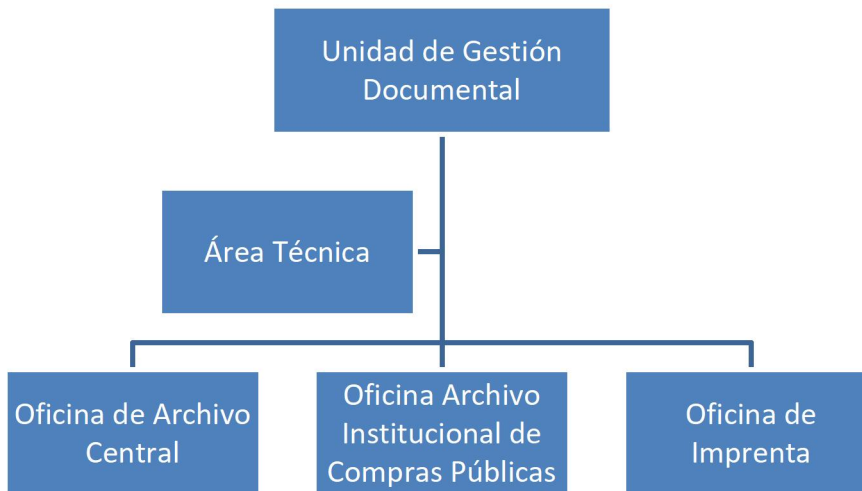 Unidad de Gestión
Documental
Área Técnica
Oficina de Archivo
Central
Oficina Archivo
Institucional de
Compras Públicas
Oficina de
Imprenta